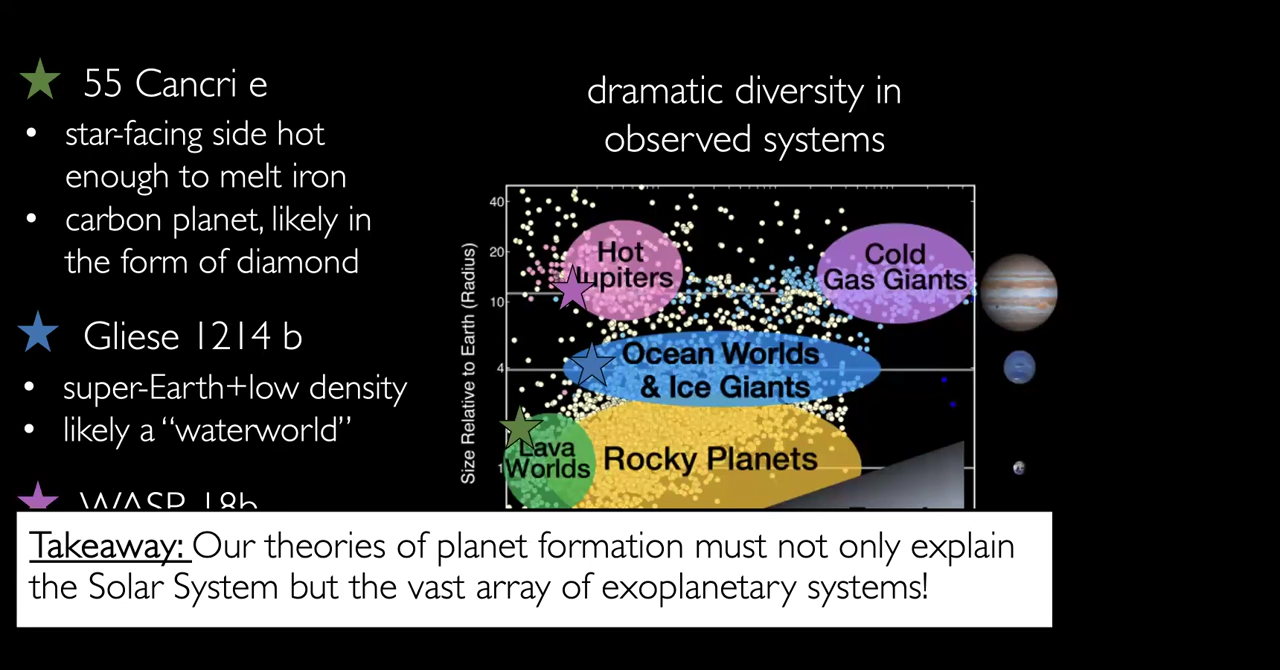 55 Cancri e
• star-facing side hot
enough to melt iron
• carbon planet, likely in
the form of diamond
Gliese 1214 b
• super-Earth+low density
• likely a “waterworld”
WASP 18b
dramatic diversity in
observed systems
Size Relative to Earth (Radius)
40
20
10
4
1
Hot
Jupiters
Cold
Gas Giants
Ocean Worlds
& Ice Giants
Lava
Worlds
Rocky Planets
Takeaway: Our theories of planet formation must not only explain
the Solar System but the vast array of exoplanetary systems!